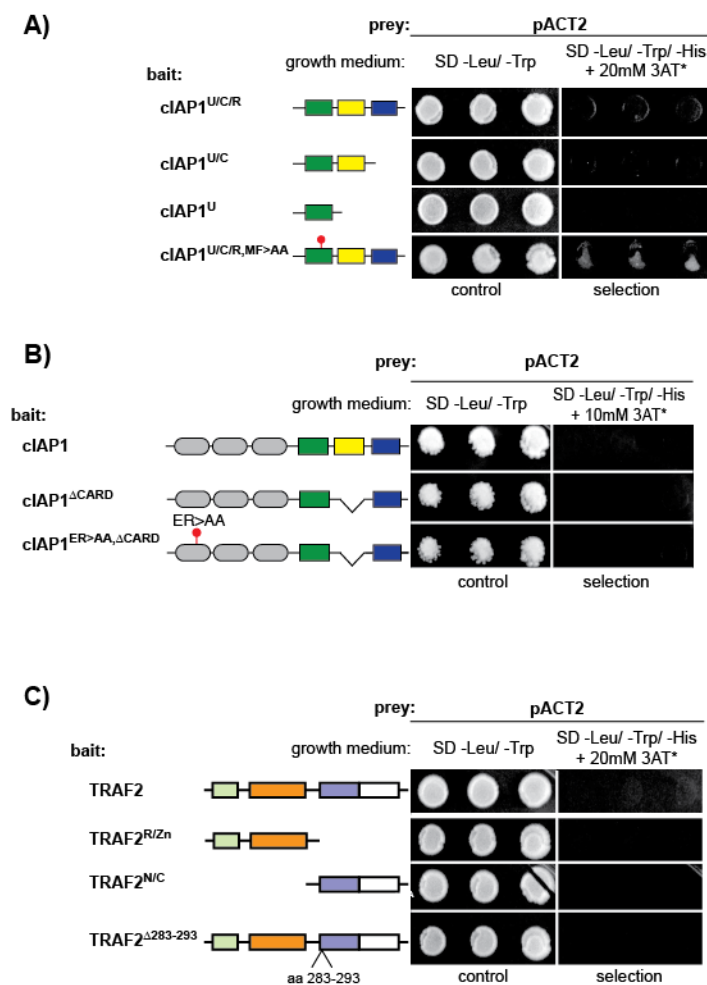 A)
prey: pACT2
growth medium: SD -Leu/ -Trp SD -Leu/ -Trp/ -His + 20mM 3AT*
bait:
cIAP1U/C/R
cIAP1U/C
cIAP1U
cIAP1U/C/R,MF>AA
control selection
B)
prey: pACT2
growth medium: SD -Leu/ -Trp SD -Leu/ -Trp/ -His + 10mM 3AT*
bait:
cIAP1
cIAP1ΔCARD
ER>AA
cIAP1ER>AA,ΔCARD
control selection
C)
prey: pACT2
growth medium: SD -Leu/ -Trp SD -Leu/ -Trp/ -His + 20mM 3AT*
bait:
TRAF2
TRAF2R/Zn
TRAF2N/C
TRAF2Δ283-293
aa 283-293
control selection